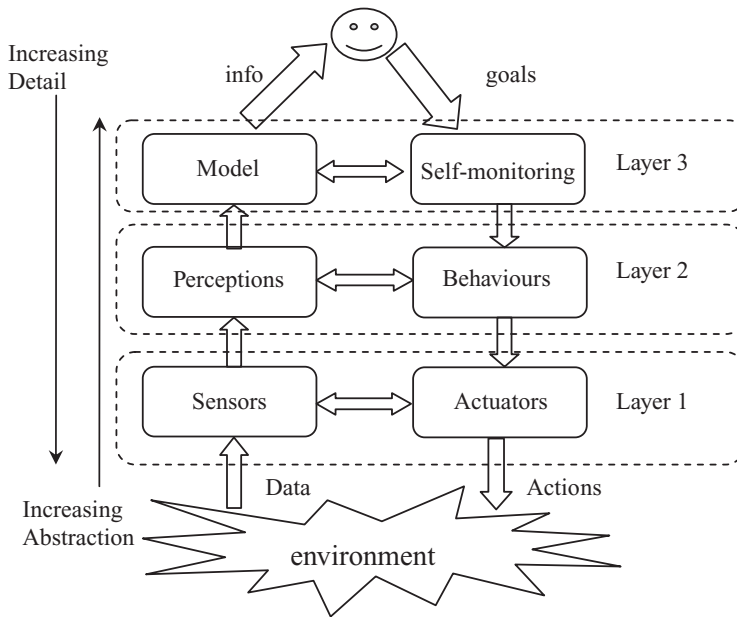 Increasing
Detail
info
goals
Model
Self-monitoring
Layer 3
Perceptions
Behaviours
Layer 2
Sensors
Actuators
Layer 1
Increasing
Abstraction
Data
Actions
environment